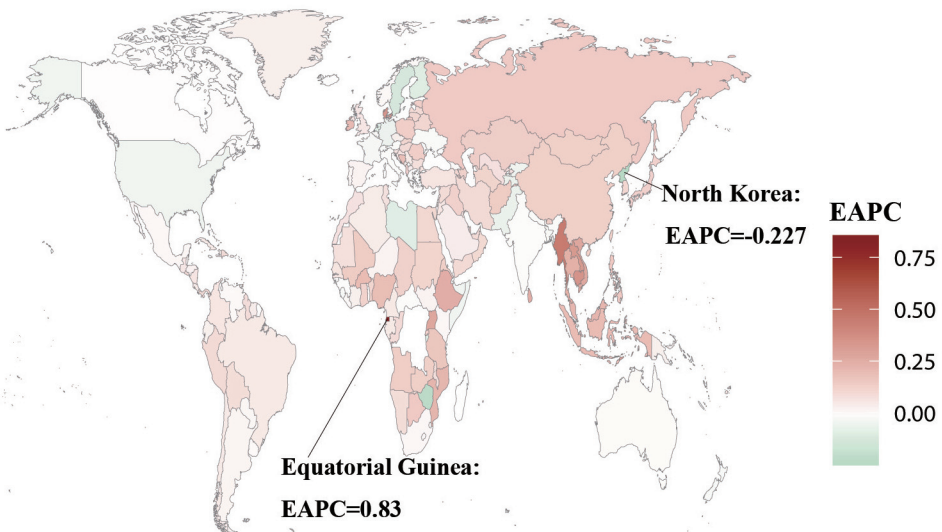 North Korea:
EAPC=-0.227
EAPC
0.75
0.50
0.25
0.00
Equatorial Guinea:
EAPC=0.83